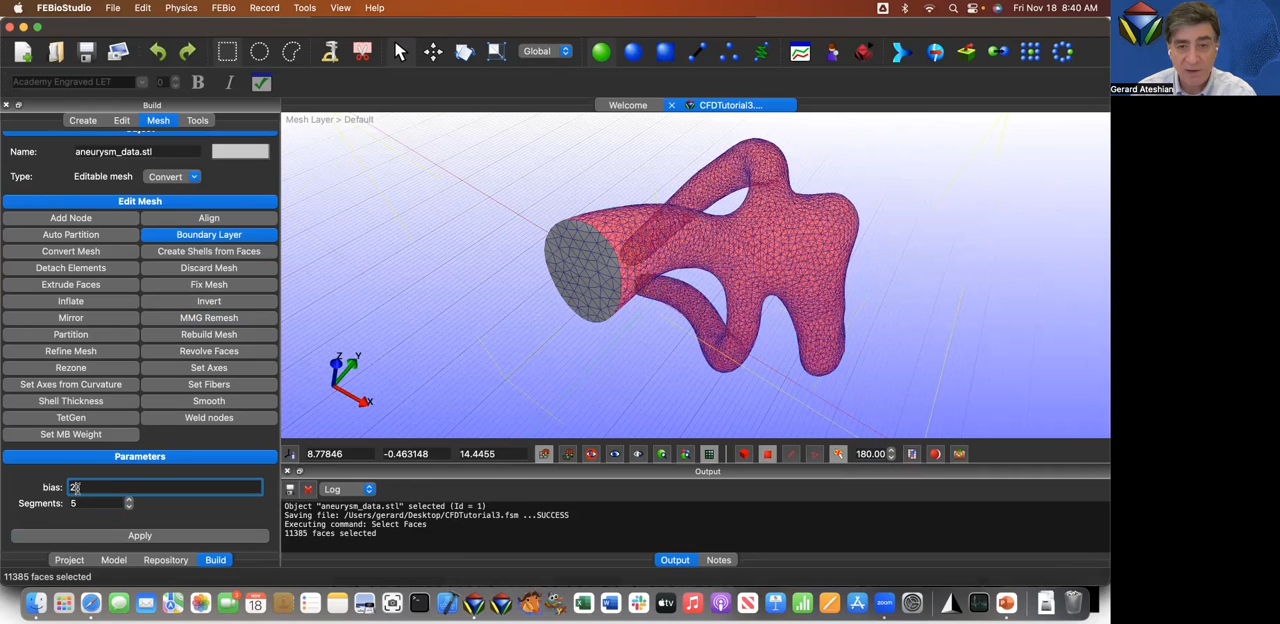 FEBioStudio File Edit Physics FEBio Record Tools View Help Fri Nov 18 8:40 AM
Global
Academy Engraved LET 0 B I
Gerard Ateshian
Build
Welcome CFDTutorial3....
Create Edit Mesh Tools
Mesh Layer > Default
Object
Name: aneurysm_data.stl
Type: Editable mesh Convert
Edit Mesh
Add Node Align
Auto Partition Boundary Layer
Convert Mesh Create Shells from Faces
Detach Elements Discard Mesh
Extrude Faces Fix Mesh
Inflate Invert
Mirror MMG Remesh
Partition Rebuild Mesh
Refine Mesh Revolve Faces
Rezone Set Axes
Set Axes from Curvature Set Fibers
Shell Thickness Smooth
TetGen Weld nodes
Set MB Weight
Z Y X
8.77846 -0.463148 14.4455 180.00
Parameters
bias: 2
Segments: 5
Apply
Output
Log
Object "aneurysm_data.stl" selected (Id = 1)
Saving file: /Users/gerard/Desktop/CFDTutorial3.fsm ...SUCCESS
Executing command: Select Faces
11385 faces selected
Project Model Repository Build
Output Notes
11385 faces selected